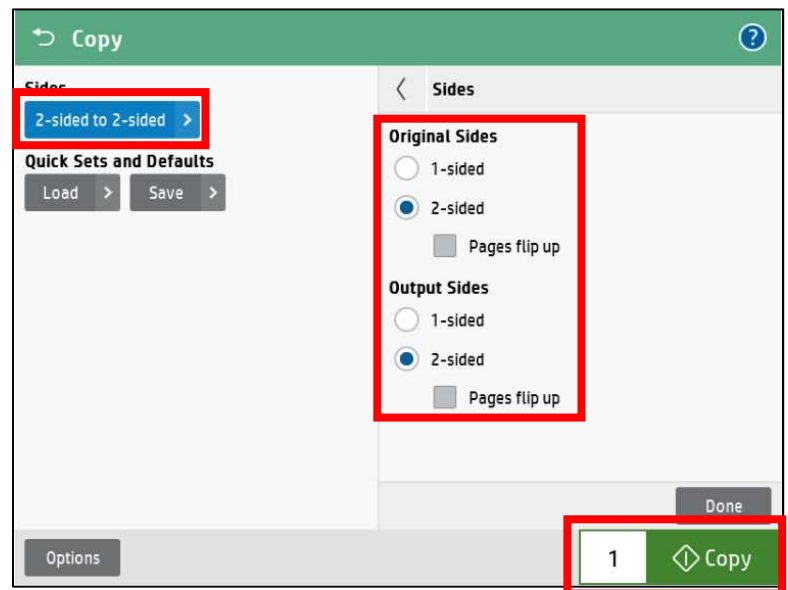 Copy
?
Sides
2-sided to 2-sided >
Quick Sets and Defaults
Load >
Save >
Sides
Original Sides
1-sided
2-sided
Pages flip up
Output Sides
1-sided
2-sided
Pages flip up
Done
Options
1
Copy